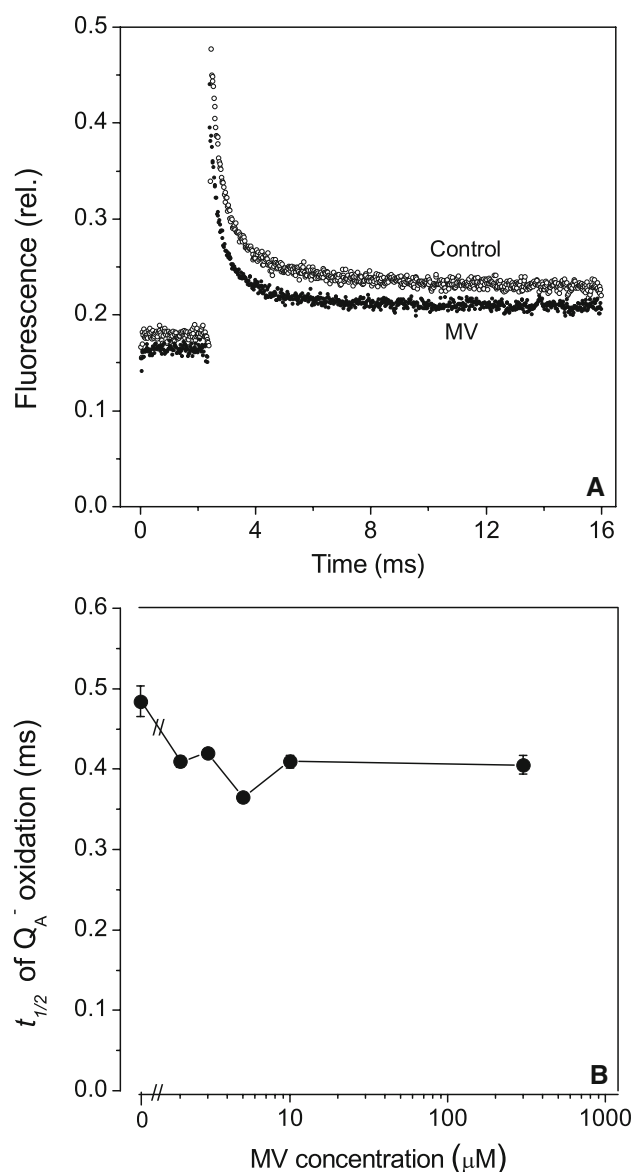 0.5
0.4
0.3
0.2
0.1
0.0
Fluorescence (rel.)
Control
MV
A
0 4 8 12 16
Time (ms)
0.6
0.5
0.4
0.3
0.2
0.1
0.0
t1/2 of QA- oxidation (ms)
B
0 10 100 1000
MV concentration (μM)